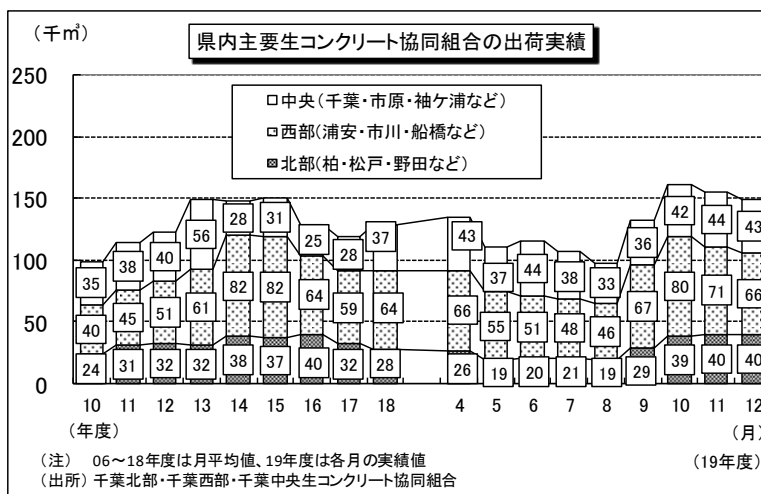 (千㎥)
県内主要生コンクリート協同組合の出荷実績
250
200
150
100
50
0
中央(千葉・市原・袖ケ浦など)
西部(浦安・市川・船橋など)
北部(柏・松戸・野田など)
35 38 40 56 28 31 25 28 37 43 37 44 38 33 36 42 44 43
40 45 51 61 82 82 64 59 64 66 55 51 48 46 67 80 71 66
24 31 32 32 38 37 40 32 28 26 19 20 21 19 29 39 40 40
10 11 12 13 14 15 16 17 18 4 5 6 7 8 9 10 11 12
(年度) (月)
(注) 06～18年度は月平均値、19年度は各月の実績値 (19年度)
(出所) 千葉北部・千葉西部・千葉中央生コンクリート協同組合